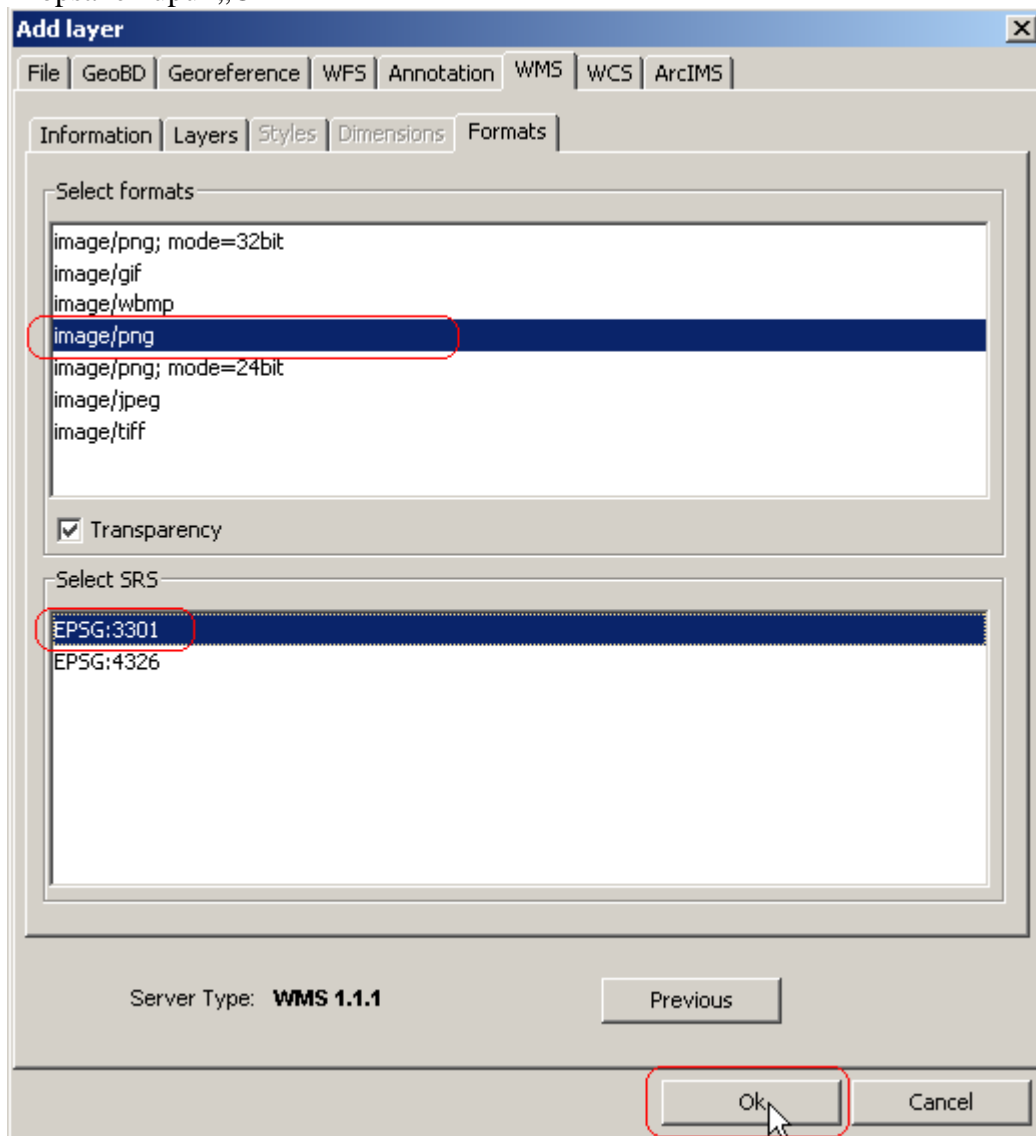 Add layer
File GeoBD Georeference WFS Annotation WMS WCS ArcIMS
Information Layers Styles Dimensions Formats
Select formats
image/png; mode=32bit
image/gif
image/wbmp
image/png
image/png; mode=24bit
image/jpeg
image/tiff
Transparency
Select SRS
EPSG:3301
EPSG:4326
Server Type: WMS 1.1.1 Previous
Ok Cancel